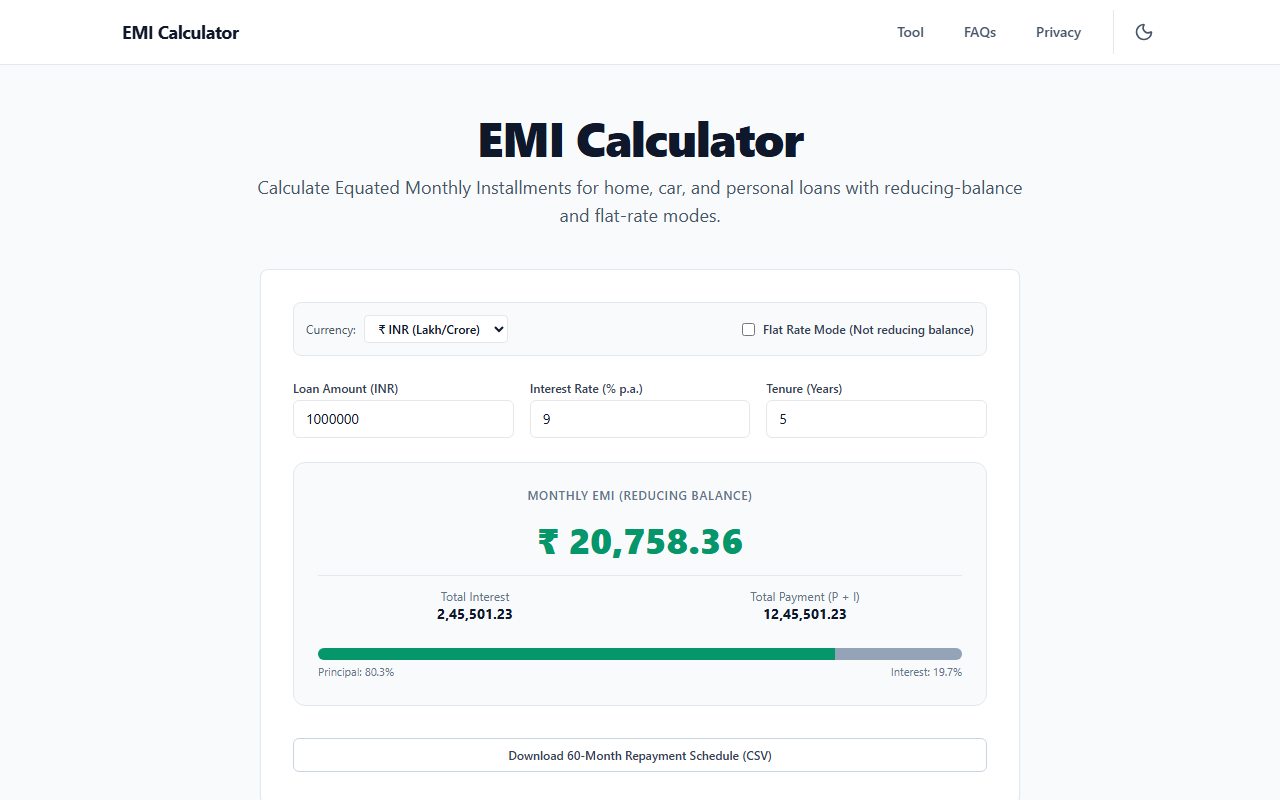 EMI Calculator
Tool
FAQs
Privacy
EMI Calculator
Calculate Equated Monthly Installments for home, car, and personal loans with reducing-balance
and flat-rate modes.
Currency:
₹ INR (Lakh/Crore)
Flat Rate Mode (Not reducing balance)
Loan Amount (INR)
Interest Rate (% p.a.)
Tenure (Years)
1000000
9
5
MONTHLY EMI (REDUCING BALANCE)
₹ 20,758.36
Total Interest
Total Payment (P + I)
2,45,501.23
12,45,501.23
Principal: 80.3%
Interest: 19.7%
Download 60-Month Repayment Schedule (CSV)